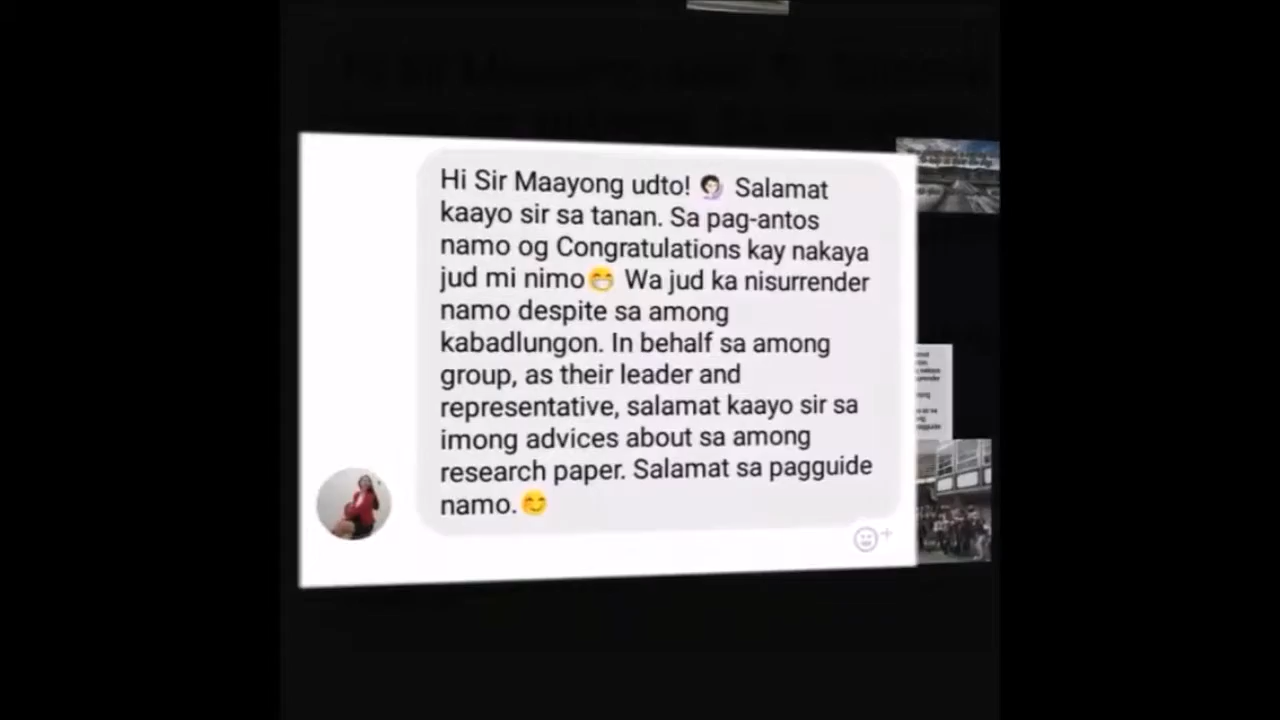 Hi Sir Maayong udto! 🤦🏻‍♀️ Salamat
kaayo sir sa tanan. Sa pag-antos
namo og Congratulations kay nakaya
jud mi nimo😁 Wa jud ka nisurrender
namo despite sa among
kabadlungon. In behalf sa among
group, as their leader and
representative, salamat kaayo sir sa
imong advices about sa among
research paper. Salamat sa pagguide
namo.😊